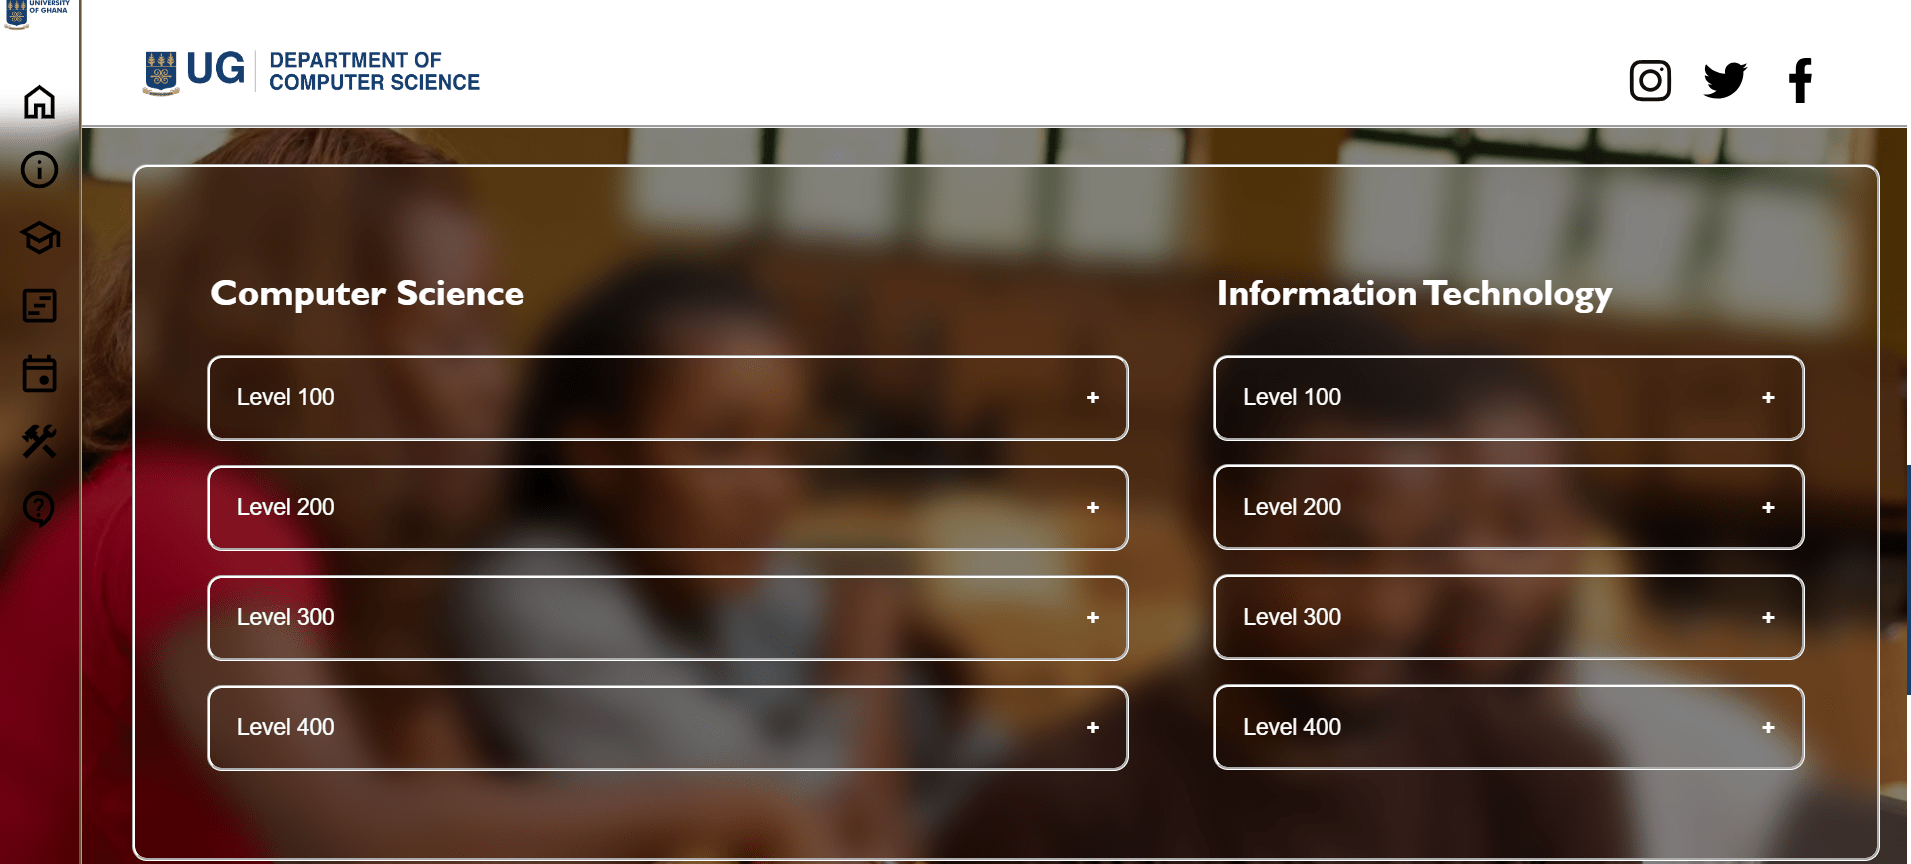 UNIVERSITY
OF GHANA
UG
DEPARTMENT OF
COMPUTER SCIENCE
Computer Science
Level 100 +
Level 200 +
Level 300 +
Level 400 +
Information Technology
Level 100 +
Level 200 +
Level 300 +
Level 400 +